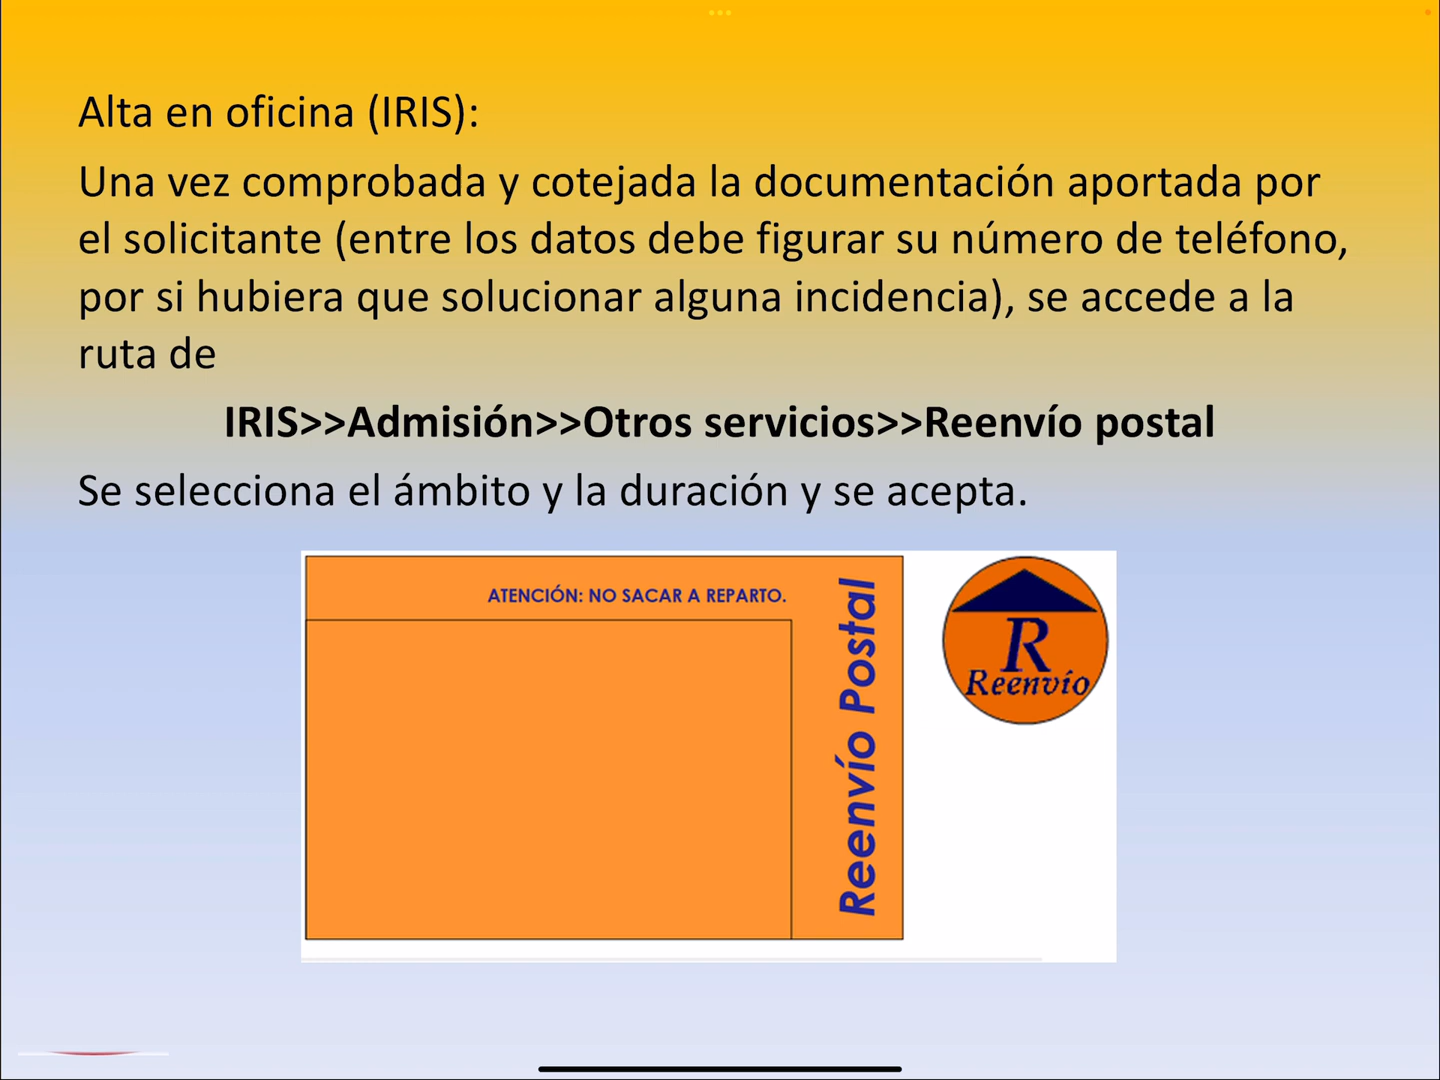 Alta en oficina (IRIS):
Una vez comprobada y cotejada la documentación aportada por
el solicitante (entre los datos debe figurar su número de teléfono,
por si hubiera que solucionar alguna incidencia), se accede a la
ruta de
IRIS>>Admisión>>Otros servicios>>Reenvío postal
Se selecciona el ámbito y la duración y se acepta.
ATENCIÓN: NO SACAR A REPARTO.
Reenvío Postal
R
Reenvío